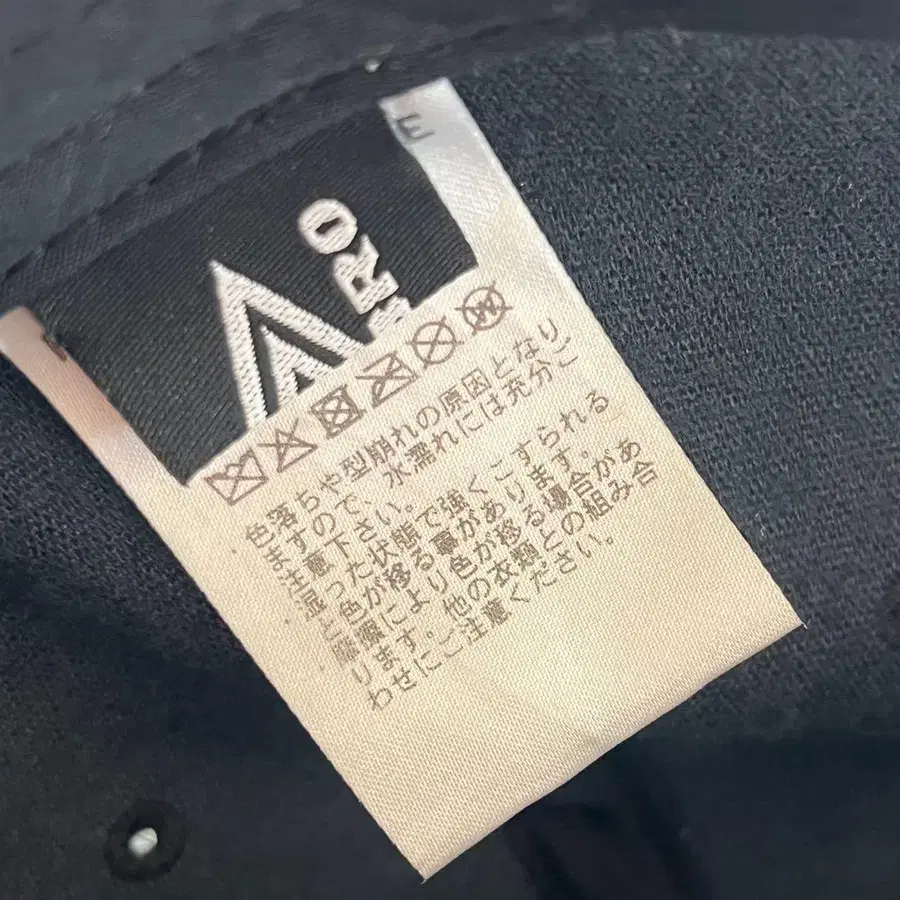 E
RO
色落ちや型崩れの原因となり
ますので、水濡れには充分ご
注意下さい。
湿った状態で強くこすられる
と色が移る事があります。
摩擦により色が移る場合があ
ります。他の衣類との組み合
わせにご注意ください。